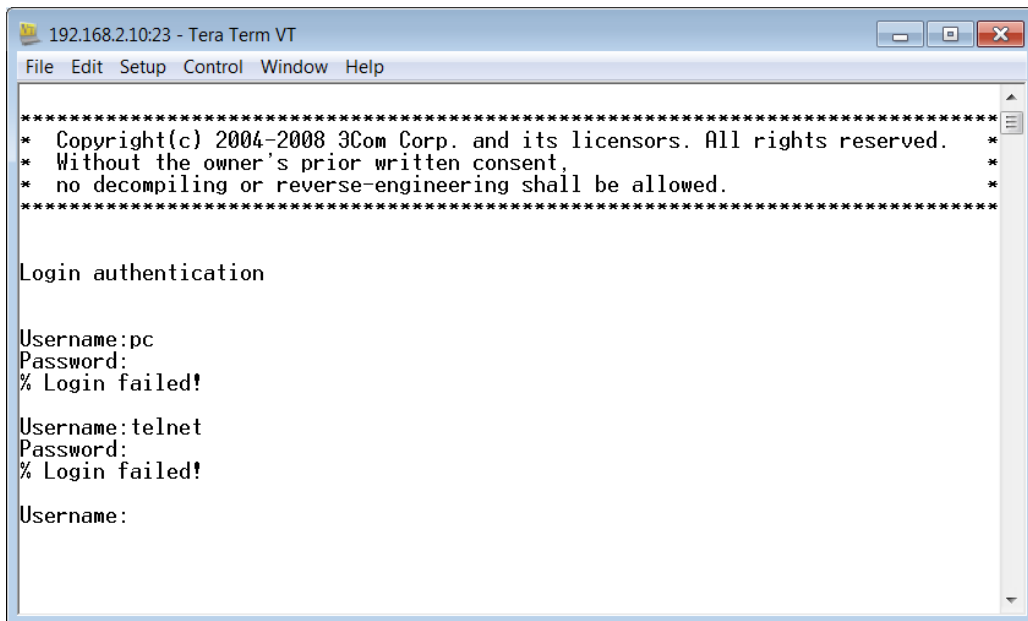 192.168.2.10:23 - Tera Term VT
File Edit Setup Control Window Help
********************************************************************************
*  Copyright(c) 2004-2008 3Com Corp. and its licensors. All rights reserved.   *
*  Without the owner's prior written consent,                                  *
*  no decompiling or reverse-engineering shall be allowed.                     *
********************************************************************************
Login authentication
Username:pc
Password:
% Login failed!
Username:telnet
Password:
% Login failed!
Username: